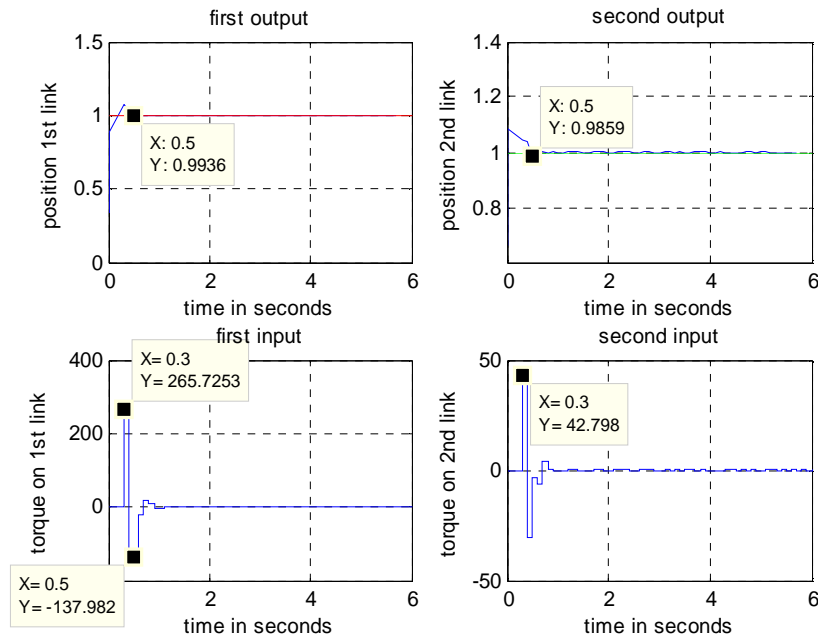 first output
position 1st link
1.5
1
0.5
0
0
2
4
6
X: 0.5
Y: 0.9936
time in seconds
second output
position 2nd link
1.4
1.2
1
0.8
0
2
4
6
X: 0.5
Y: 0.9859
time in seconds
first input
torque on 1st link
400
200
0
2
4
6
X= 0.3
Y= 265.7253
X= 0.5
Y= -137.982
time in seconds
second input
torque on 2nd link
50
0
-50
0
2
4
6
X= 0.3
Y= 42.798
time in seconds